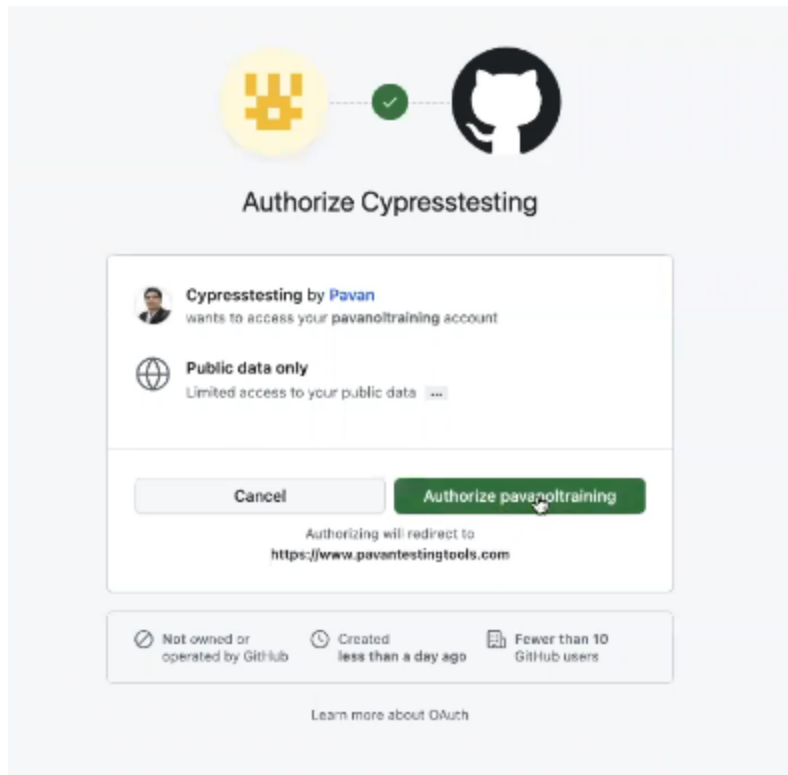 Authorize Cypresstesting
Cypresstesting by Pavan
wants to access your pavanoltraining account
Public data only
Limited access to your public data ...
Cancel
Authorize pavanoltraining
Authorizing will redirect to
https://www.pavantestingtools.com
Not owned or
operated by GitHub
Created
less than a day ago
Fewer than 10
GitHub users
Learn more about OAuth